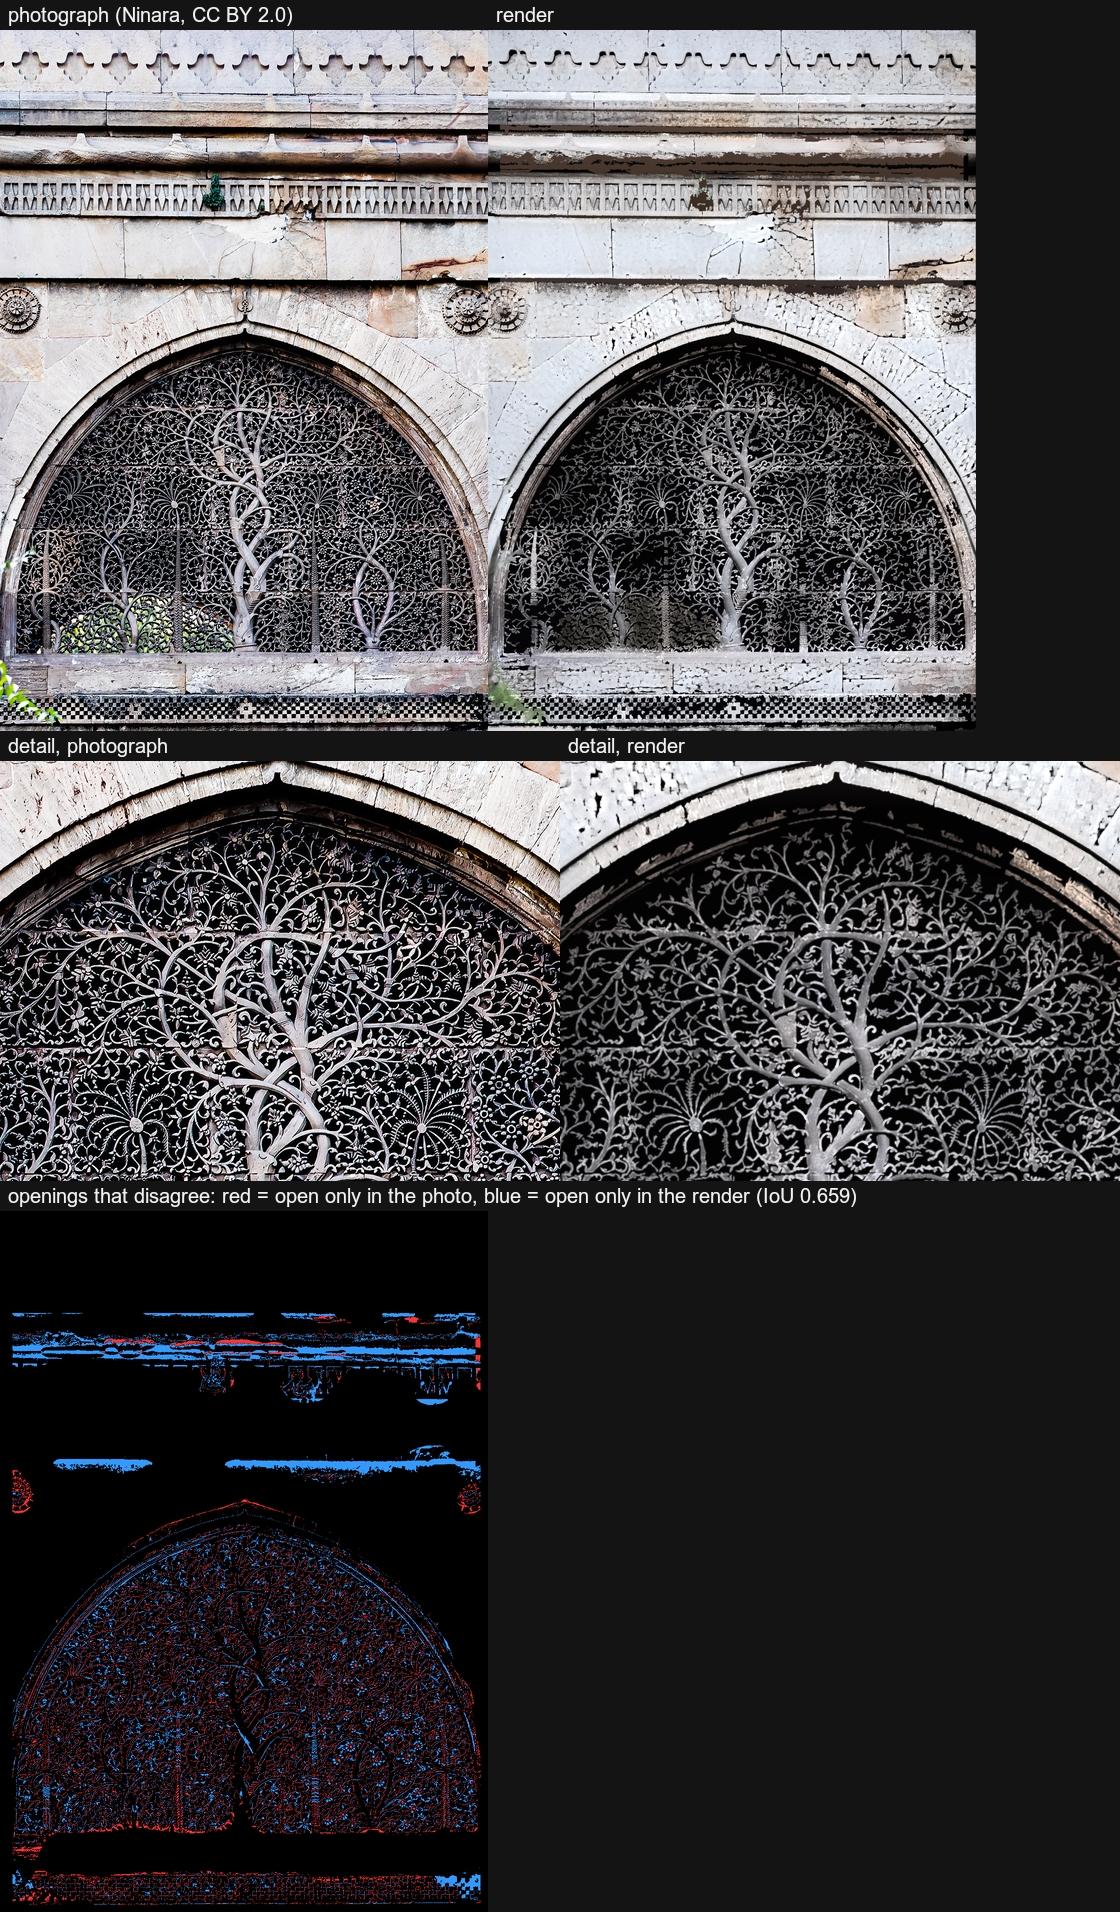 photograph (Ninara, CC BY 2.0)
render
detail, photograph
detail, render
openings that disagree: red = open only in the photo, blue = open only in the render (IoU 0.659)